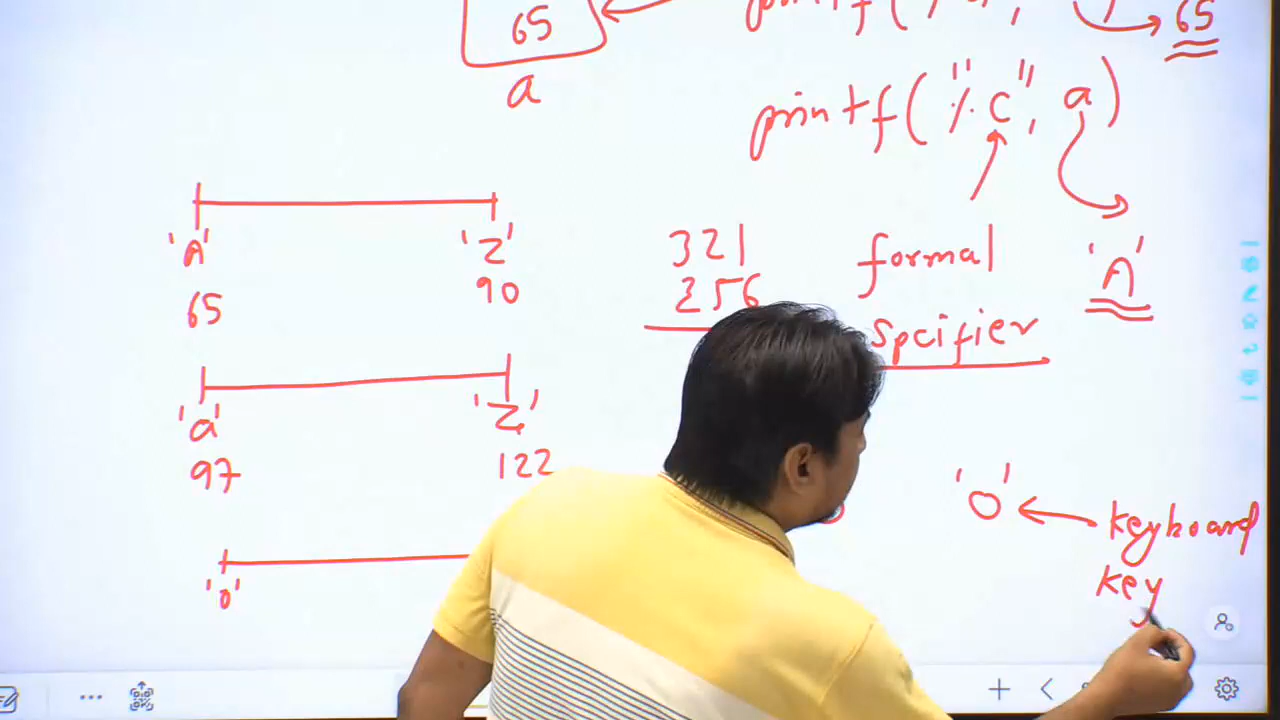 65
65
a
printf("%c", a)
'A' 'Z'
65 90
321
256
formal
spcifier
'A'
'a' 'z'
97 122
'0' ← keyboard
key
'0'